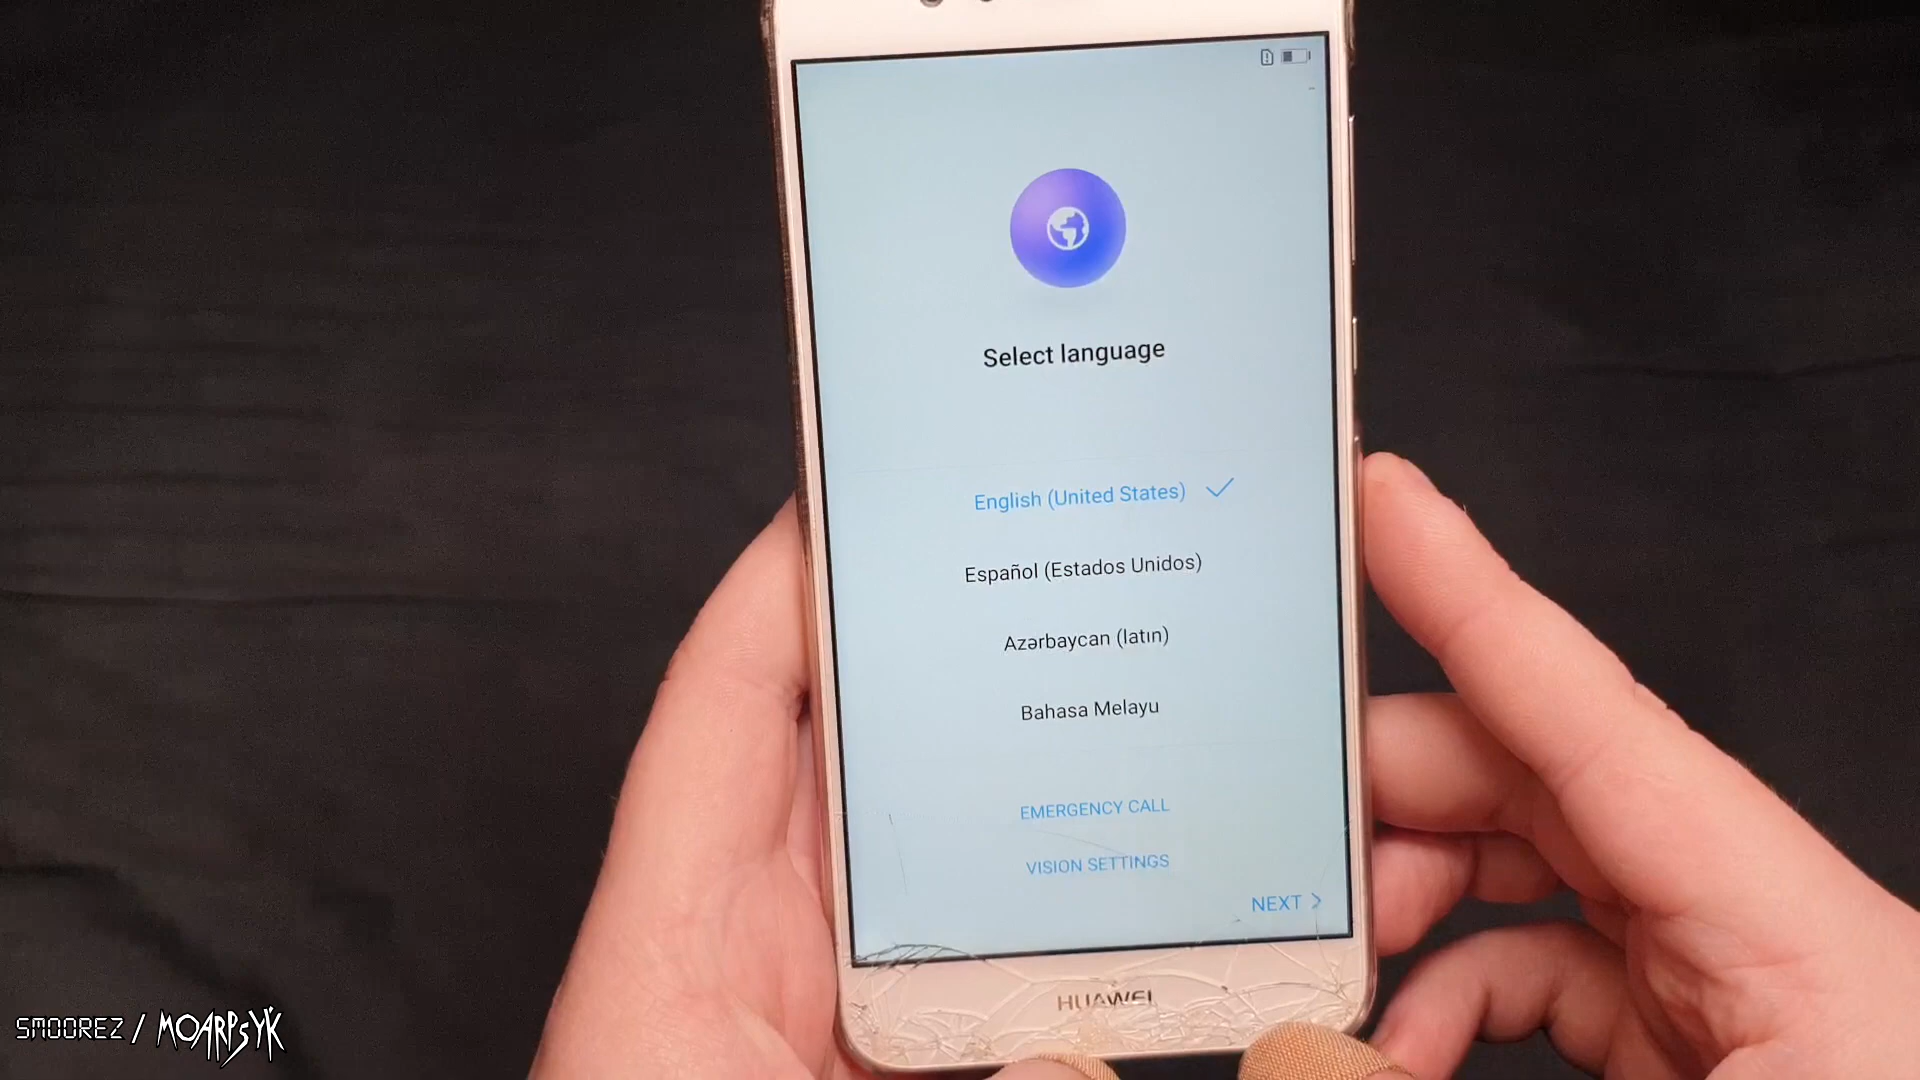 Select language
English (United States)
Español (Estados Unidos)
Azərbaycan (latın)
Bahasa Melayu
EMERGENCY CALL
VISION SETTINGS
NEXT
HUAWEI
SMOOREZ / MOARPSYK